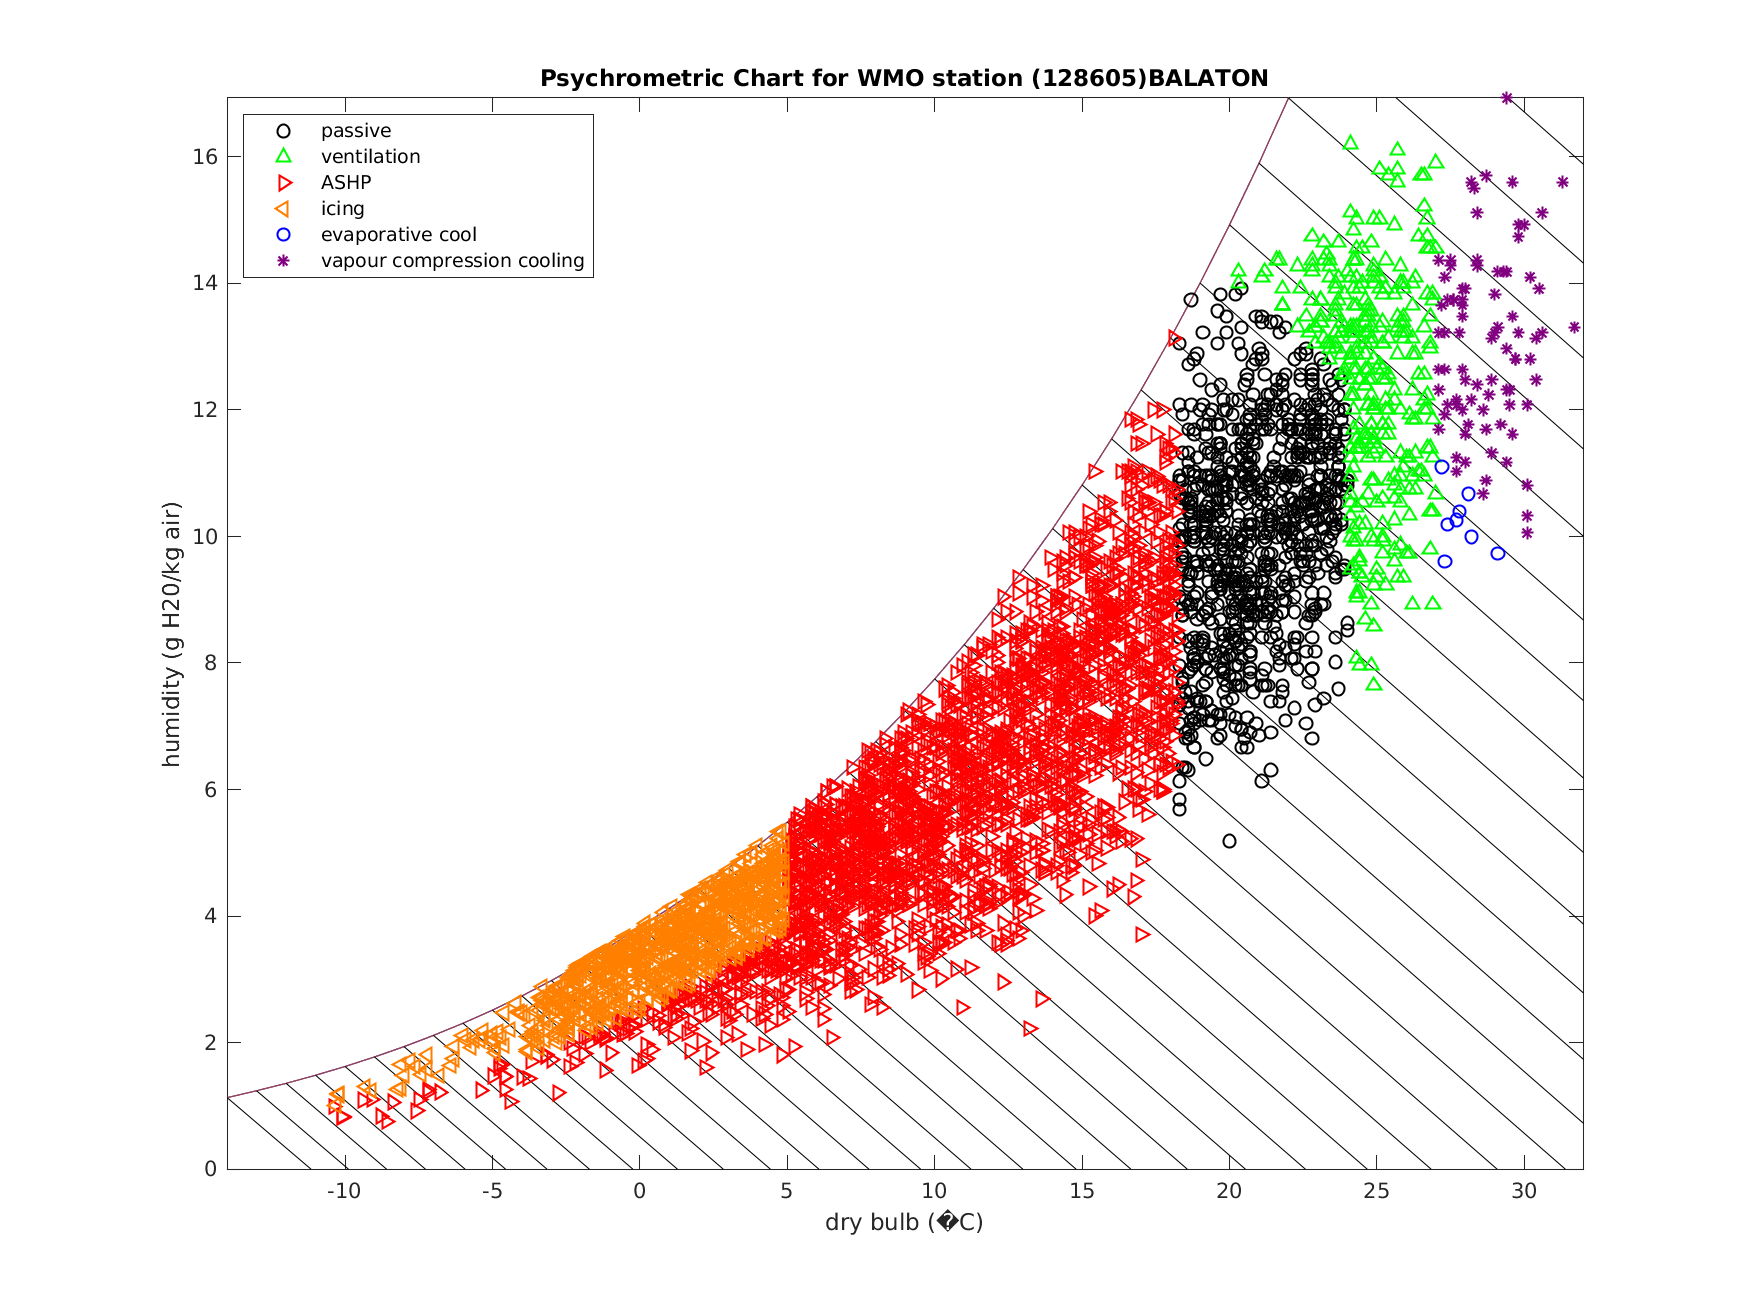 Psychrometric Chart for WMO station (128605)BALATON
passive
ventilation
ASHP
icing
evaporative cool
vapour compression cooling
16
14
12
10
8
6
4
2
0
humidity (g H20/kg air)
-10 -5 0 5 10 15 20 25 30
dry bulb (�C)